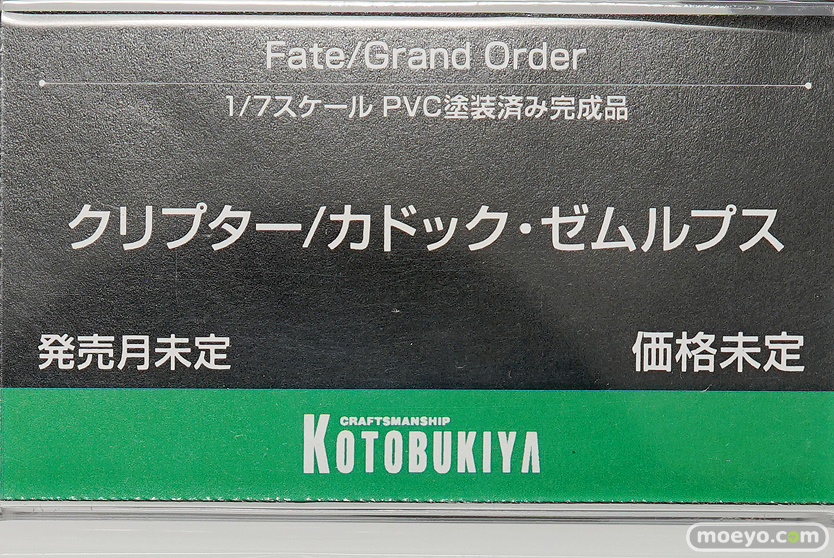 Fate/Grand Order
1/7スケール PVC塗装済み完成品
クリプター/カドック・ゼムルプス
発売月未定
価格未定
CRAFTSMANSHIP
KOTOBUKIYA
moeyo.com